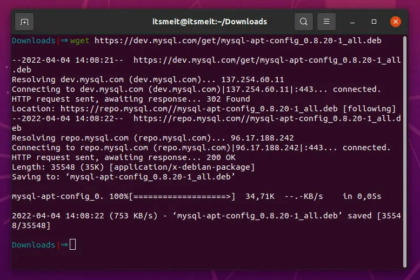 itsmeit@itsmeit:~/Downloads
Downloads|⇒ wget https://dev.mysql.com/get/mysql-apt-config_0.8.20-1_all.deb
--2022-04-04 14:08:21--  https://dev.mysql.com/get/mysql-apt-config_0.8.20-1_all
.deb
Resolving dev.mysql.com (dev.mysql.com)... 137.254.60.11
Connecting to dev.mysql.com (dev.mysql.com)|137.254.60.11|:443... connected.
HTTP request sent, awaiting response... 302 Found
Location: https://repo.mysql.com//mysql-apt-config_0.8.20-1_all.deb [following]
--2022-04-04 14:08:22--  https://repo.mysql.com//mysql-apt-config_0.8.20-1_all.d
eb
Resolving repo.mysql.com (repo.mysql.com)... 96.17.188.242
Connecting to repo.mysql.com (repo.mysql.com)|96.17.188.242|:443... connected.
HTTP request sent, awaiting response... 200 OK
Length: 35548 (35K) [application/x-debian-package]
Saving to: ‘mysql-apt-config_0.8.20-1_all.deb’
mysql-apt-config_0. 100%[===================>]  34,71K  --.-KB/s    in 0,05s
2022-04-04 14:08:22 (753 KB/s) - ‘mysql-apt-config_0.8.20-1_all.deb’ saved [3554
8/35548]
Downloads|⇒